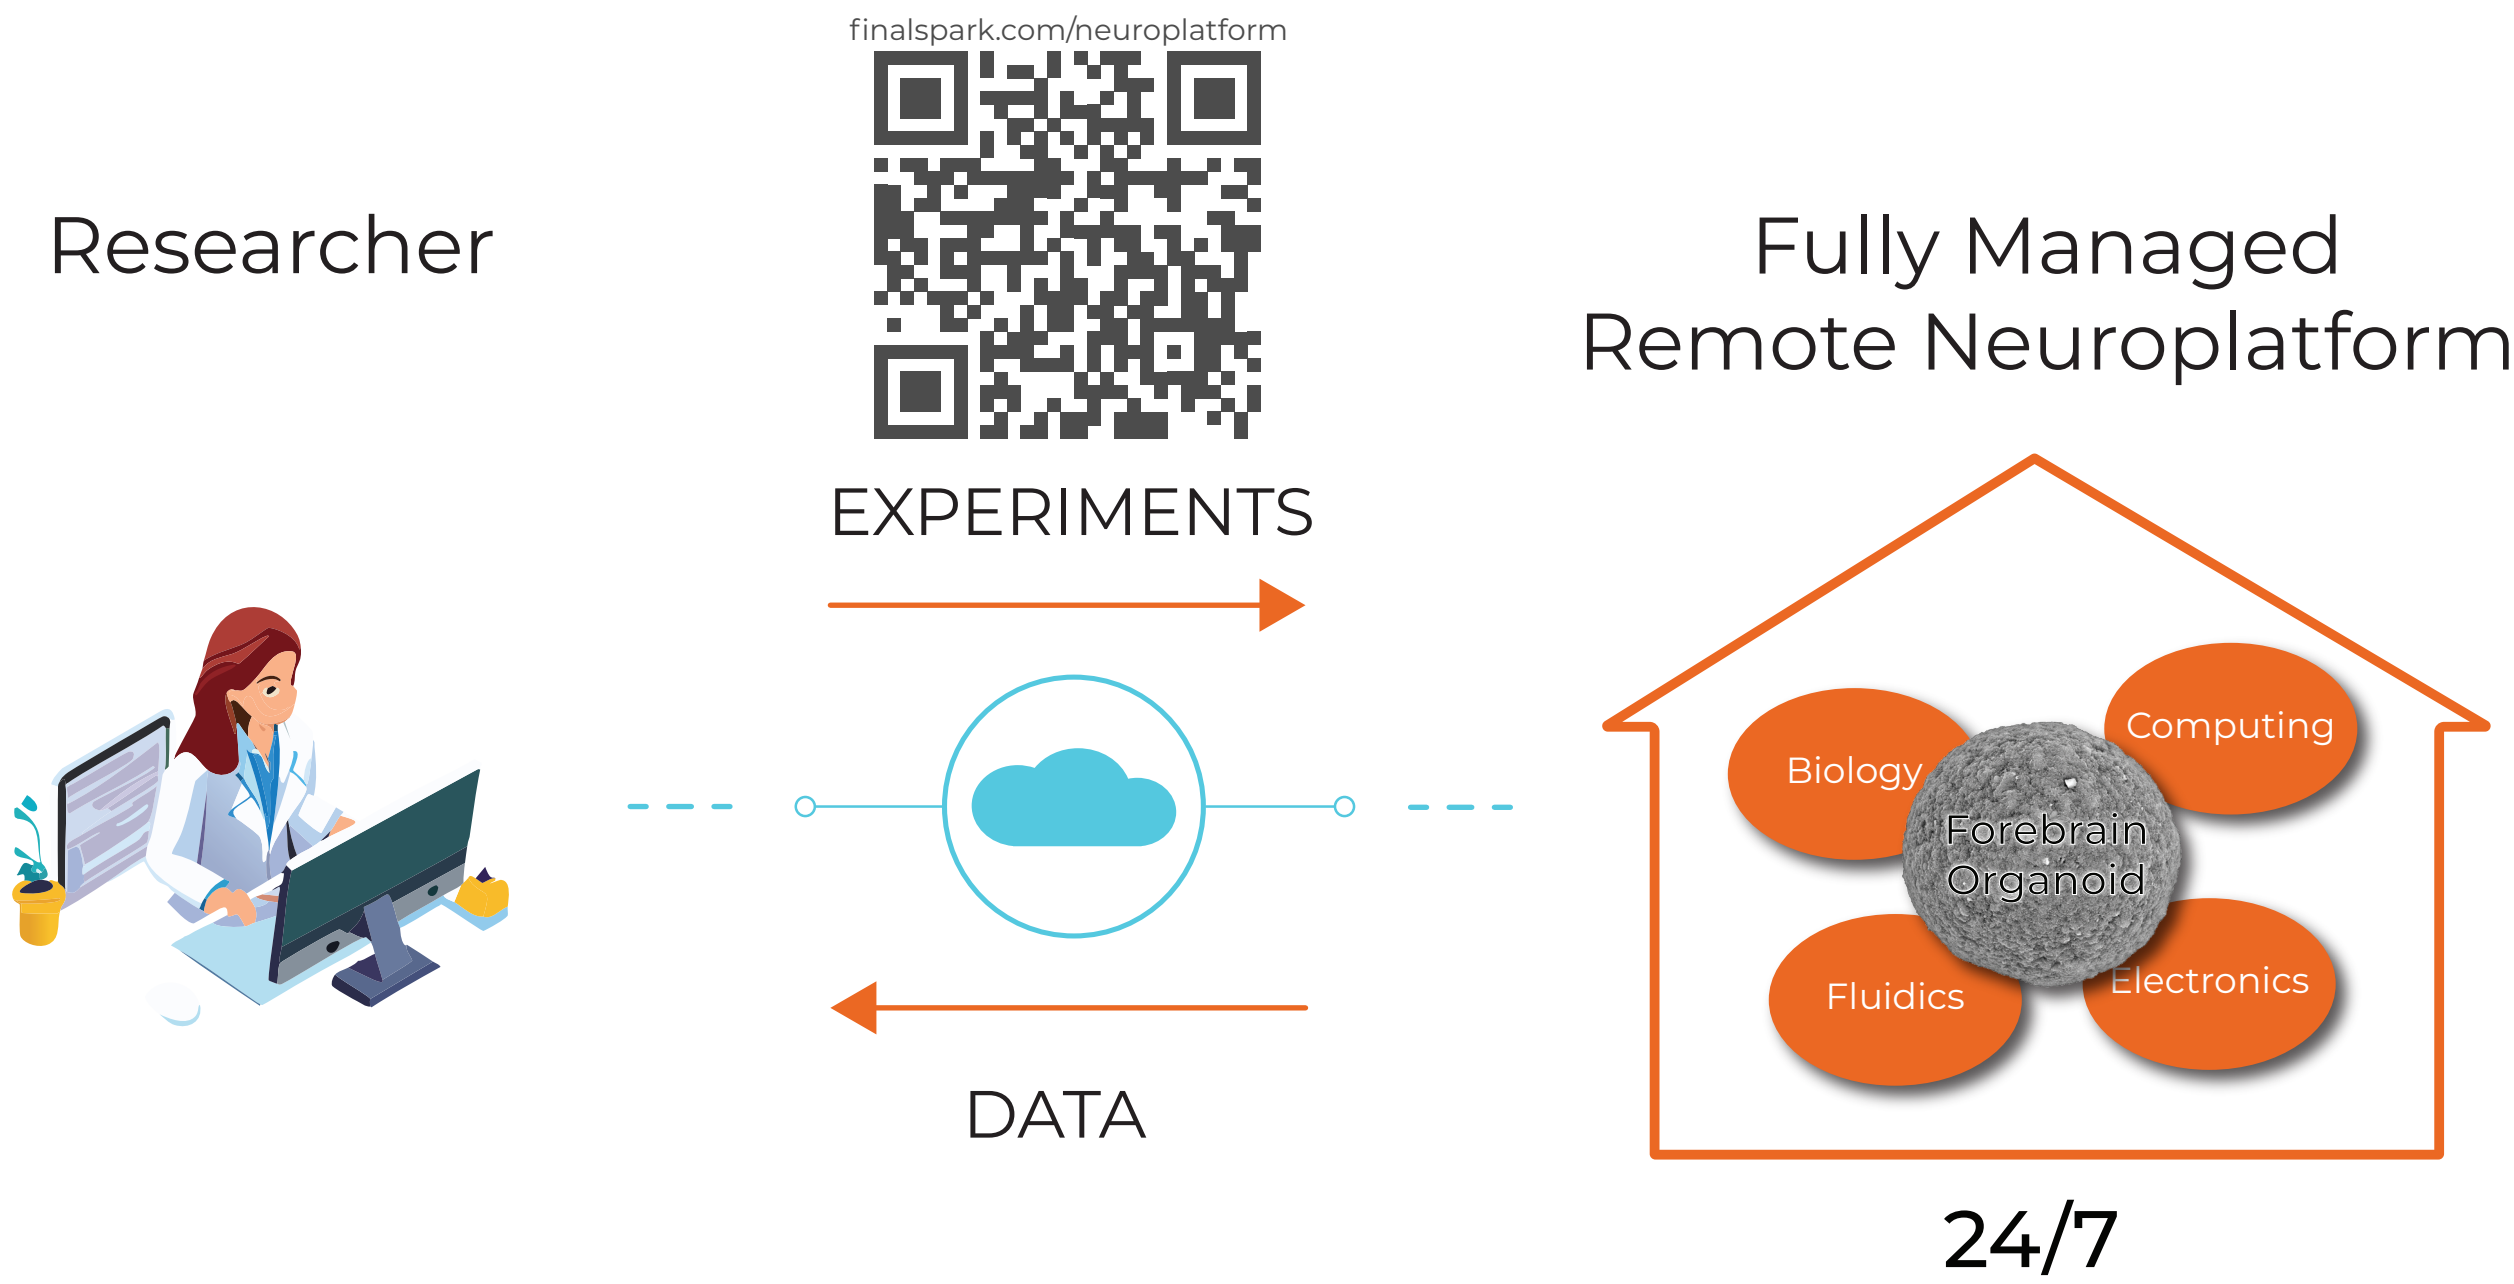 finalspark.com/neuroplatform
Researcher
EXPERIMENTS
DATA
Fully Managed
Remote Neuroplatform
Biology
Computing
Forebrain
Organoid
Fluidics
Electronics
24/7